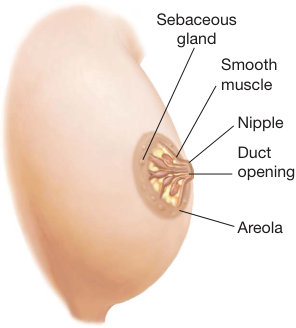 Sebaceous
gland
Smooth
muscle
Nipple
Duct
opening
Areola